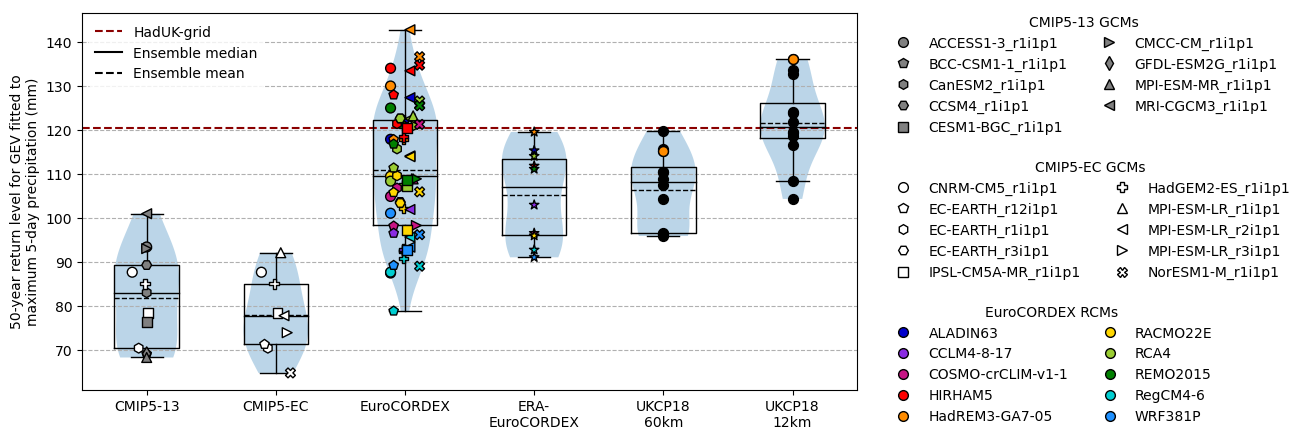 50-year return level for GEV fitted to
maximum 5-day precipitation (mm)
140
130
120
110
100
90
80
70
HadUK-grid
Ensemble median
Ensemble mean
CMIP5-13
CMIP5-EC
EuroCORDEX
ERA-
EuroCORDEX
UKCP18
60km
UKCP18
12km
CMIP5-13 GCMs
ACCESS1-3_r1i1p1
BCC-CSM1-1_r1i1p1
CanESM2_r1i1p1
CCSM4_r1i1p1
CESM1-BGC_r1i1p1
CMCC-CM_r1i1p1
GFDL-ESM2G_r1i1p1
MPI-ESM-MR_r1i1p1
MRI-CGCM3_r1i1p1
CMIP5-EC GCMs
CNRM-CM5_r1i1p1
EC-EARTH_r12i1p1
EC-EARTH_r1i1p1
EC-EARTH_r3i1p1
IPSL-CM5A-MR_r1i1p1
HadGEM2-ES_r1i1p1
MPI-ESM-LR_r1i1p1
MPI-ESM-LR_r2i1p1
MPI-ESM-LR_r3i1p1
NorESM1-M_r1i1p1
EuroCORDEX RCMs
ALADIN63
CCLM4-8-17
COSMO-crCLIM-v1-1
HIRHAM5
HadREM3-GA7-05
RACMO22E
RCA4
REMO2015
RegCM4-6
WRF381P